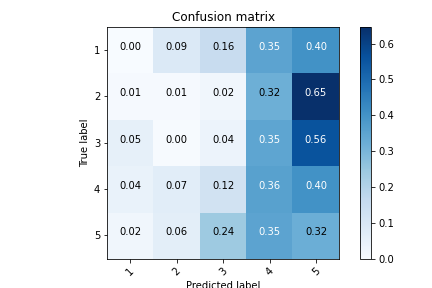 Confusion matrix
1 0.00 0.09 0.16 0.35 0.40
2 0.01 0.01 0.02 0.32 0.65
3 0.05 0.00 0.04 0.35 0.56
4 0.04 0.07 0.12 0.36 0.40
5 0.02 0.06 0.24 0.35 0.32
1 2 3 4 5
Predicted label
True label
0.6
0.5
0.4
0.3
0.2
0.1
0.0